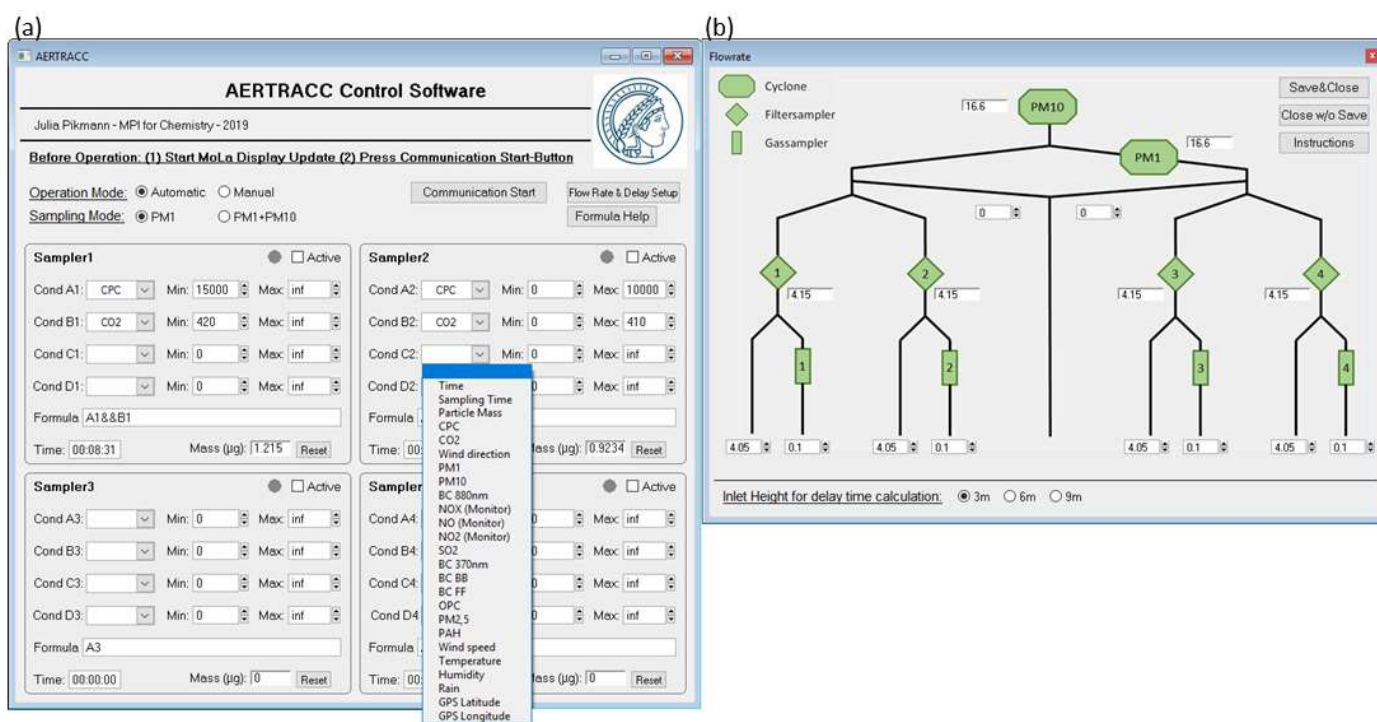 (a)
AERTRACC
AERTRACC Control Software
Julia Pikmann - MPI for Chemistry - 2019
Before Operation: (1) Start MoLa Display Update (2) Press Communication Start-Button
Operation Mode: Automatic Manual Communication Start Flow Rate & Delay Setup
Sampling Mode: PM1 PM1+PM10 Formula Help
Sampler1 Active
Cond A1: CPC Min: 15000 Max: inf
Cond B1: CO2 Min: 420 Max: inf
Cond C1: Min: 0 Max: inf
Cond D1: Min: 0 Max: inf
Formula A1&&B1
Time: 00:08:31 Mass (µg): 1.215 Reset
Sampler2 Active
Cond A2: CPC Min: 0 Max: 10000
Cond B2: CO2 Min: 0 Max: 410
Cond C2: Min: 0 Max: inf
Cond D2: Max: inf
Formula
Time: 00: (µg): 0.9234 Reset
Time
Sampling Time
Particle Mass
CPC
CO2
Wind direction
PM1
PM10
BC 880nm
NOX (Monitor)
NO (Monitor)
NO2 (Monitor)
SO2
BC 370nm
BC BB
BC FF
OPC
PM2,5
PAH
Wind speed
Temperature
Humidity
Rain
GPS Latitude
GPS Longitude
Sampler3 Active
Cond A3: Min: 0 Max: inf
Cond B3: Min: 0 Max: inf
Cond C3: Min: 0 Max: inf
Cond D3: Min: 0 Max: inf
Formula A3
Time: 00:00:00 Mass (µg): 0 Reset
Sampler Active
Cond A4: Max: inf
Cond B4: Max: inf
Cond C4: Max: inf
Cond D4 Max: inf
Formula
Time: 00: (µg): 0 Reset
(b)
Flowrate
Cyclone
Filtersampler
Gassampler
Save&Close
Close w/o Save
Instructions
16.6 PM10
PM1 16.6
0 0
1 2 3 4
4.15 4.15 4.15 4.15
1 2 3 4
4.05 0.1 4.05 0.1 4.05 0.1 4.05 0.1
Inlet Height for delay time calculation: 3m 6m 9m